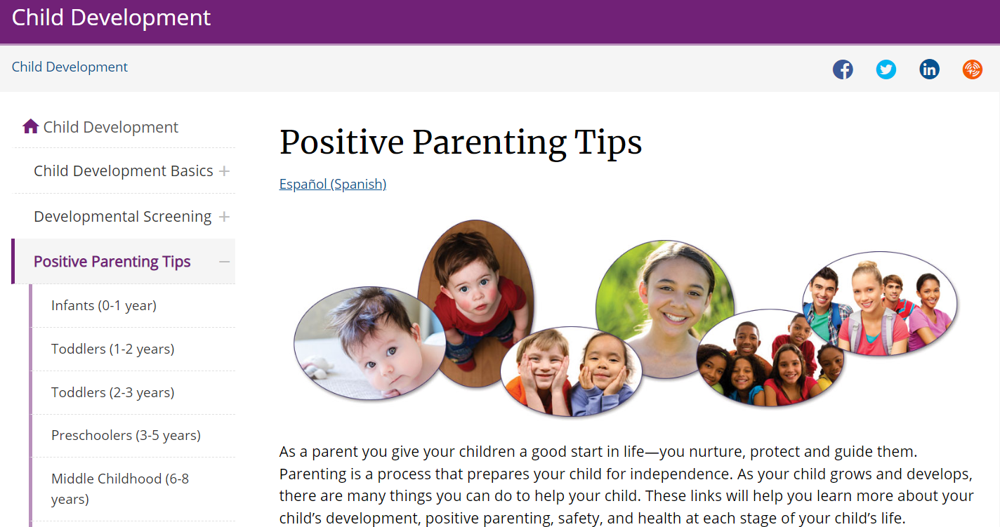 Child Development
Child Development
Child Development
Child Development Basics
Developmental Screening
Positive Parenting Tips
Infants (0-1 year)
Toddlers (1-2 years)
Toddlers (2-3 years)
Preschoolers (3-5 years)
Middle Childhood (6-8
years)
Positive Parenting Tips
Español (Spanish)
As a parent you give your children a good start in life—you nurture, protect and guide them.
Parenting is a process that prepares your child for independence. As your child grows and develops,
there are many things you can do to help your child. These links will help you learn more about your
child’s development, positive parenting, safety, and health at each stage of your child’s life.